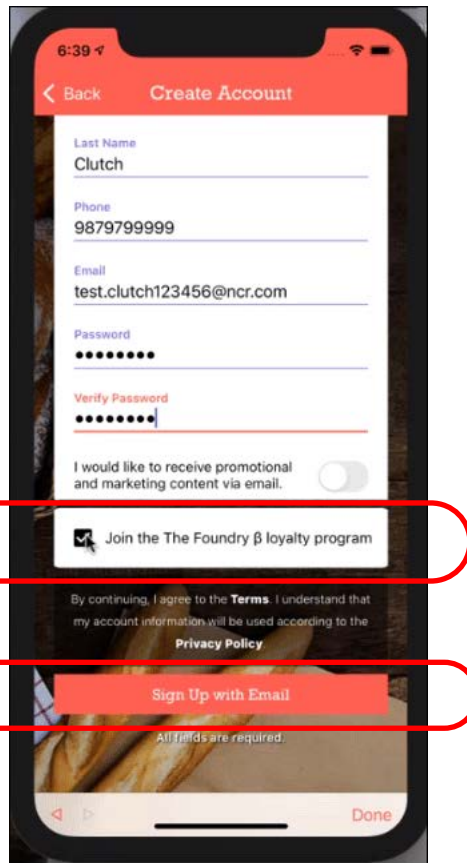 6:39
Back Create Account
Last Name
Clutch
Phone
9879799999
Email
test.clutch123456@ncr.com
Password
••••••••
Verify Password
••••••••
I would like to receive promotional
and marketing content via email.
Join the The Foundry β loyalty program
By continuing, I agree to the Terms. I understand that
my account information will be used according to the
Privacy Policy
Sign Up with Email
All fields are required.
Done